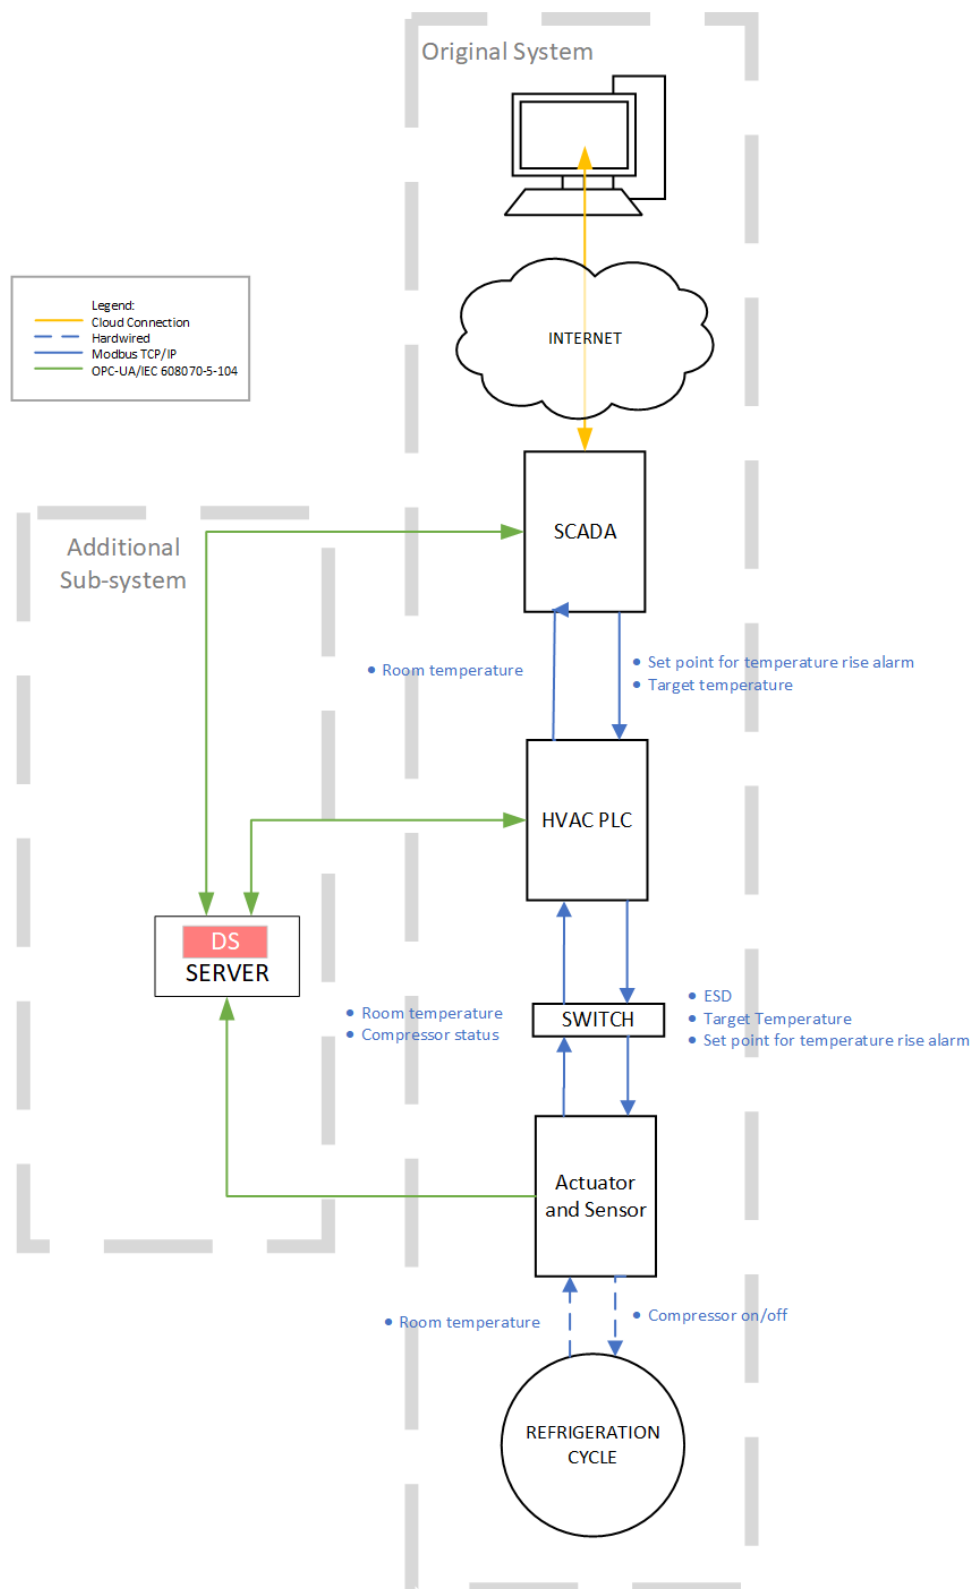 Original System
INTERNET
Legend:
Cloud Connection
Hardwired
Modbus TCP/IP
OPC-UA/IEC 608070-5-104
SCADA
Additional
Sub-system
• Room temperature
• Set point for temperature rise alarm
• Target temperature
HVAC PLC
DS
SERVER
• Room temperature
• Compressor status
SWITCH
• ESD
• Target Temperature
• Set point for temperature rise alarm
Actuator
and Sensor
• Room temperature
• Compressor on/off
REFRIGERATION
CYCLE